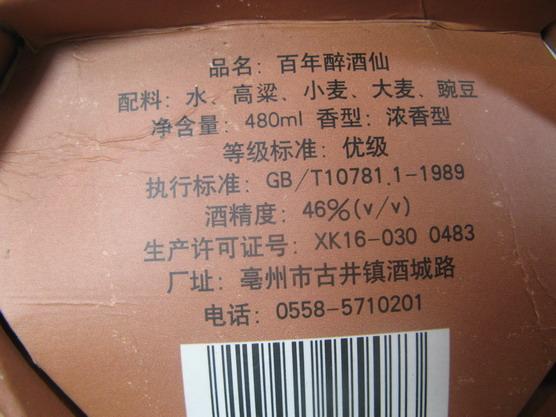 品名：百年醉酒仙
配料：水、高粱、小麦、大麦、豌豆
净含量：480ml 香型：浓香型
等级标准：优级
执行标准：GB/T10781.1-1989
酒精度：46%(v/v)
生产许可证号：XK16-030 0483
厂址：亳州市古井镇酒城路
电话：0558-5710201